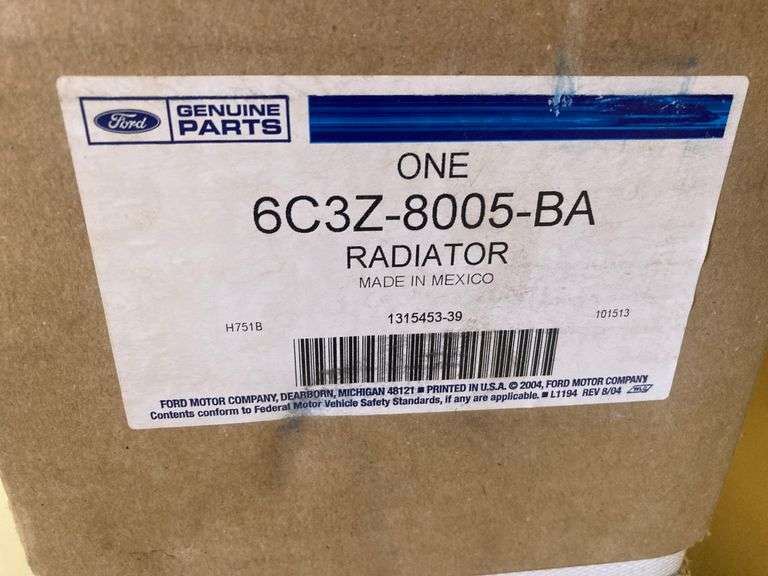 Ford
GENUINE
PARTS
ONE
6C3Z-8005-BA
RADIATOR
MADE IN MEXICO
H751B
1315453-39
101513
FORD MOTOR COMPANY, DEARBORN, MICHIGAN 48121 ■ PRINTED IN U.S.A. © 2004, FORD MOTOR COMPANY
Contents conform to Federal Motor Vehicle Safety Standards, if any are applicable. ■ L1194 REV 8/04